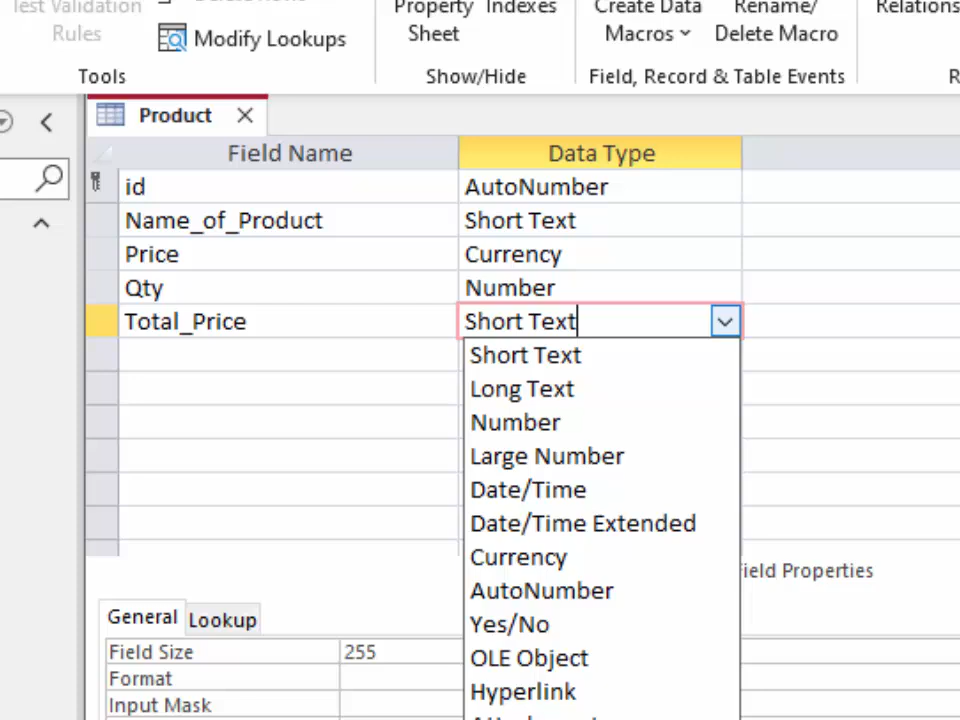 Test Validation
Rules
Modify Lookups
Tools
Property
Sheet
Indexes
Show/Hide
Create Data
Macros
Rename/
Delete Macro
Field, Record & Table Events
Product
Field Name Data Type
id AutoNumber
Name_of_Product Short Text
Price Currency
Qty Number
Total_Price Short Text
Short Text
Long Text
Number
Large Number
Date/Time
Date/Time Extended
Currency
AutoNumber
Yes/No
OLE Object
Hyperlink
Field Properties
General Lookup
Field Size 255
Format
Input Mask